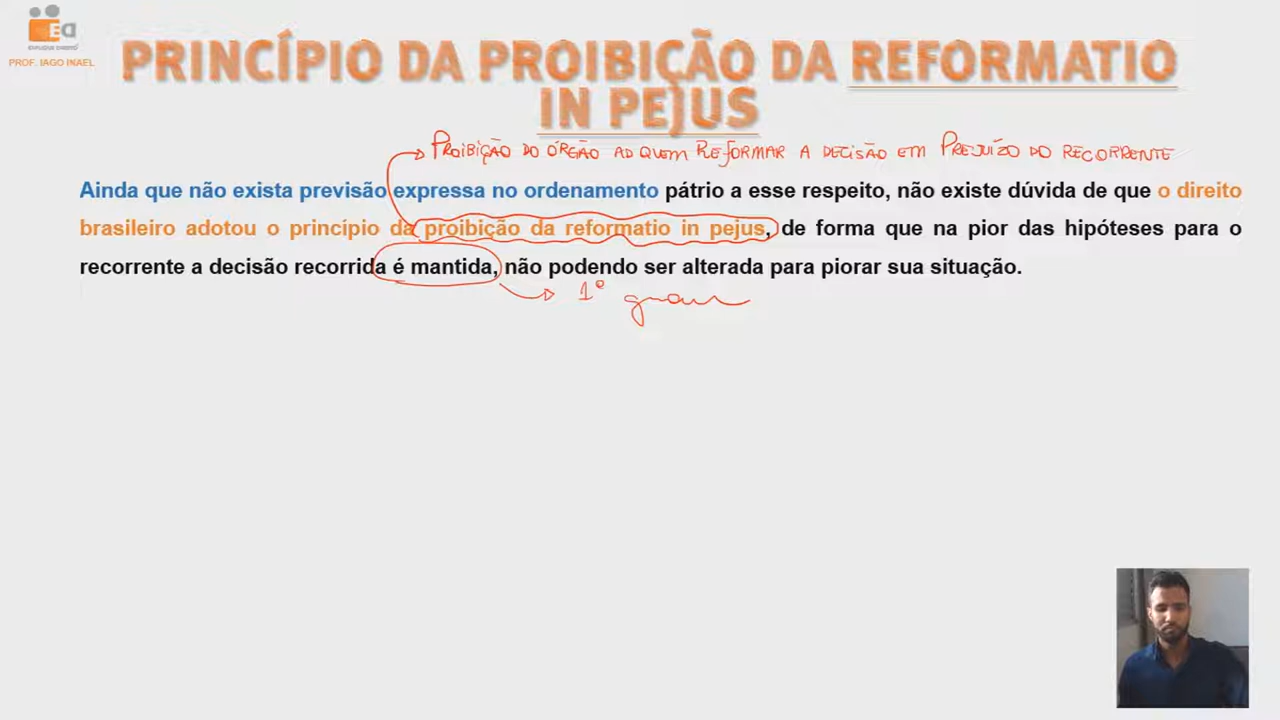 EXPLIQUE DIREITO
PROF. IAGO INAEL
PRINCÍPIO DA PROIBIÇÃO DA REFORMATIO
IN PEJUS
PROIBIÇÃO DO ÓRGÃO AD QUEM REFORMAR A DECISÃO EM PREJUÍZO DO RECORRENTE
Ainda que não exista previsão expressa no ordenamento pátrio a esse respeito, não existe dúvida de que o direito
brasileiro adotou o princípio da proibição da reformatio in pejus, de forma que na pior das hipóteses para o
recorrente a decisão recorrida é mantida, não podendo ser alterada para piorar sua situação.
1º grau